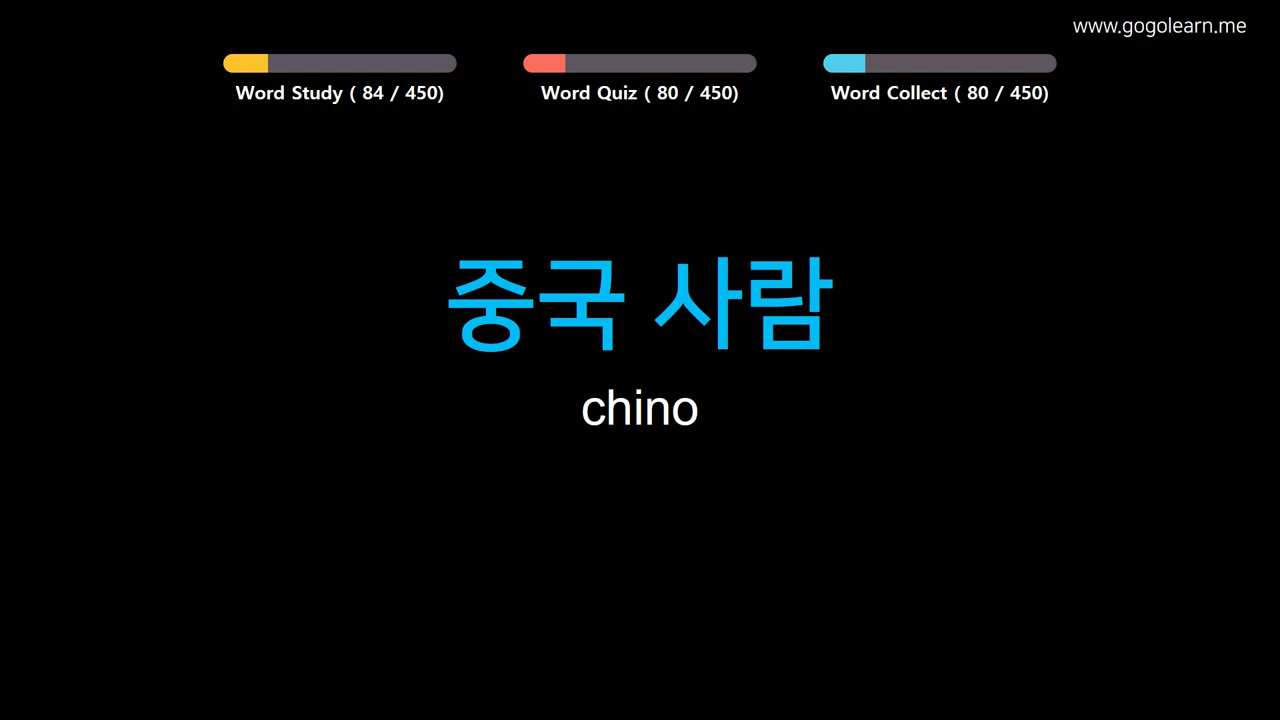 www.gogolearn.me
Word Study ( 84 / 450)
Word Quiz ( 80 / 450)
Word Collect ( 80 / 450)
중국 사람
chino